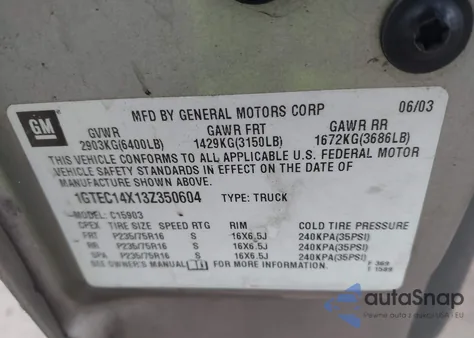 GM
MFD BY GENERAL MOTORS CORP 06/03
GVWR GAWR FRT GAWR RR
2903KG(6400LB) 1429KG(3150LB) 1672KG(3686LB)
THIS VEHICLE CONFORMS TO ALL APPLICABLE U.S. FEDERAL MOTOR
VEHICLE SAFETY STANDARDS IN EFFECT ON THE DATE OF
MANUFACTURE SHOWN ABOVE.
1GTEC14X13Z350604 TYPE: TRUCK
MODEL: C15903
TIRE SIZE SPEED RTG RIM COLD TIRE PRESSURE
FRT P235/75R16 S 16X6.5J 240KPA(35PSI)
RR P235/75R16 S 16X6.5J 240KPA(35PSI)
SPA P235/75R16 S 16X6.5J 240KPA(35PSI)
SEE OWNER'S MANUAL FOR MORE INFORMATION.
autoSnap